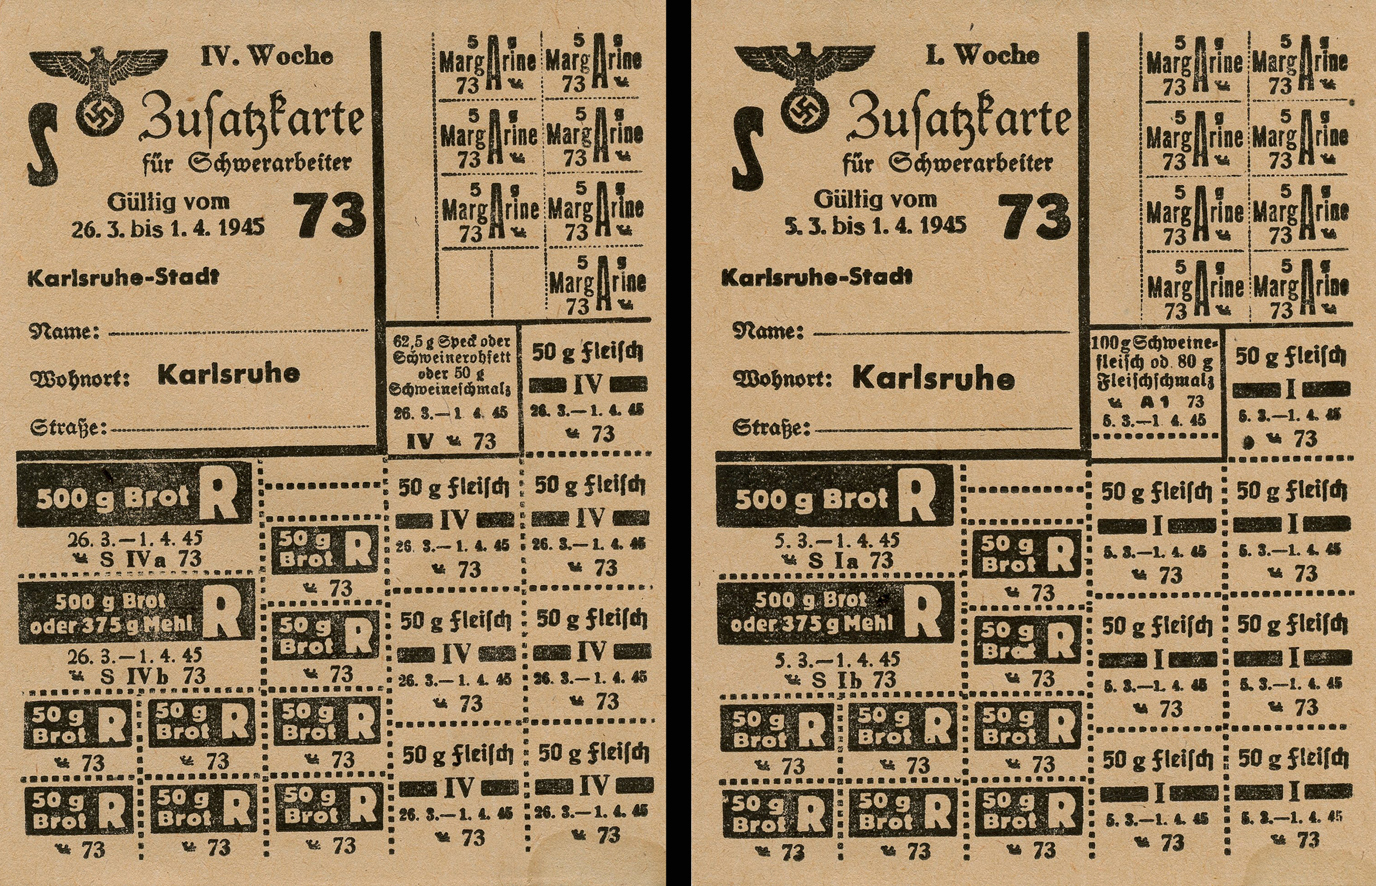 IV. Woche
S
Zusatzkarte
für Schwerarbeiter
Gültig vom
26. 3. bis 1. 4. 1945
73
Karlsruhe-Stadt
Name:
Wohnort: Karlsruhe
Straße:
5 g
MargArine
73
5 g
MargArine
73
5 g
MargArine
73
5 g
MargArine
73
5 g
MargArine
73
5 g
MargArine
73
5 g
MargArine
73
62,5 g Speck oder
Schweinerohfett
oder 50 g
Schweineschmalz
26. 3.—1. 4. 45
IV 73
50 g Fleisch
IV
26. 3.—1. 4. 45
73
500 g Brot R
26. 3.—1. 4. 45
S IVa 73
500 g Brot
oder 375 g Mehl R
26. 3.—1. 4. 45
S IVb 73
50 g
Brot R
73
50 g
Brot R
73
50 g
Brot R
73
50 g
Brot R
73
50 g
Brot R
73
50 g
Brot R
73
50 g
Brot R
73
50 g
Brot R
73
50 g Fleisch
IV
26. 3.—1. 4. 45
73
50 g Fleisch
IV
26. 3.—1. 4. 45
73
50 g Fleisch
IV
26. 3.—1. 4. 45
73
50 g Fleisch
IV
26. 3.—1. 4. 45
73
50 g Fleisch
IV
26. 3.—1. 4. 45
73
50 g Fleisch
IV
26. 3.—1. 4. 45
73
I. Woche
S
Zusatzkarte
für Schwerarbeiter
Gültig vom
5. 3. bis 1. 4. 1945
73
Karlsruhe-Stadt
Name:
Wohnort: Karlsruhe
Straße:
5 g
MargArine
73
5 g
MargArine
73
5 g
MargArine
73
5 g
MargArine
73
5 g
MargArine
73
5 g
MargArine
73
5 g
MargArine
73
5 g
MargArine
73
100 g Schweine-
fleisch od. 80 g
Fleischschmalz
A 1 73
5. 3.—1. 4. 45
50 g Fleisch
I
5. 3.—1. 4. 45
73
500 g Brot R
5. 3.—1. 4. 45
S Ia 73
500 g Brot
oder 375 g Mehl R
5. 3.—1. 4. 45
S Ib 73
50 g
Brot R
73
50 g
Brot R
73
50 g
Brot R
73
50 g
Brot R
73
50 g
Brot R
73
50 g
Brot R
73
50 g
Brot R
73
50 g
Brot R
73
50 g Fleisch
I
5. 3.—1. 4. 45
73
50 g Fleisch
I
5. 3.—1. 4. 45
73
50 g Fleisch
I
5. 3.—1. 4. 45
73
50 g Fleisch
I
5. 3.—1. 4. 45
73
50 g Fleisch
I
5. 3.—1. 4. 45
73
50 g Fleisch
I
5. 3.—1. 4. 45
73